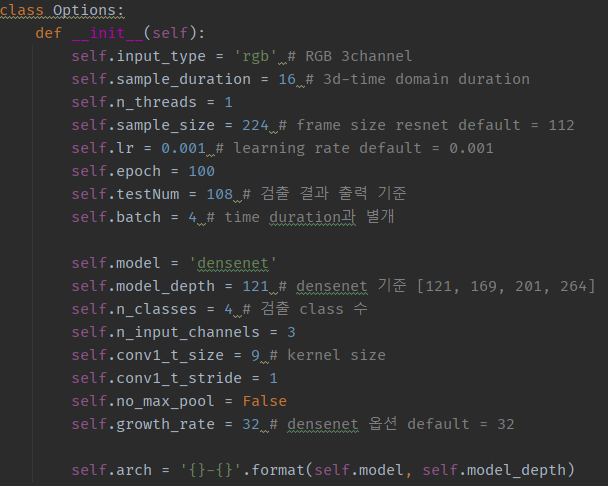 class Options:
def __init__(self):
self.input_type = 'rgb' # RGB 3channel
self.sample_duration = 16 # 3d-time domain duration
self.n_threads = 1
self.sample_size = 224 # frame size resnet default = 112
self.lr = 0.001 # learning rate default = 0.001
self.epoch = 100
self.testNum = 108 # 검출 결과 출력 기준
self.batch = 4 # time duration과 별개
self.model = 'densenet'
self.model_depth = 121 # densenet 기준 [121, 169, 201, 264]
self.n_classes = 4 # 검출 class 수
self.n_input_channels = 3
self.conv1_t_size = 9 # kernel size
self.conv1_t_stride = 1
self.no_max_pool = False
self.growth_rate = 32 # densenet 옵션 default = 32
self.arch = '{}-{}'.format(self.model, self.model_depth)